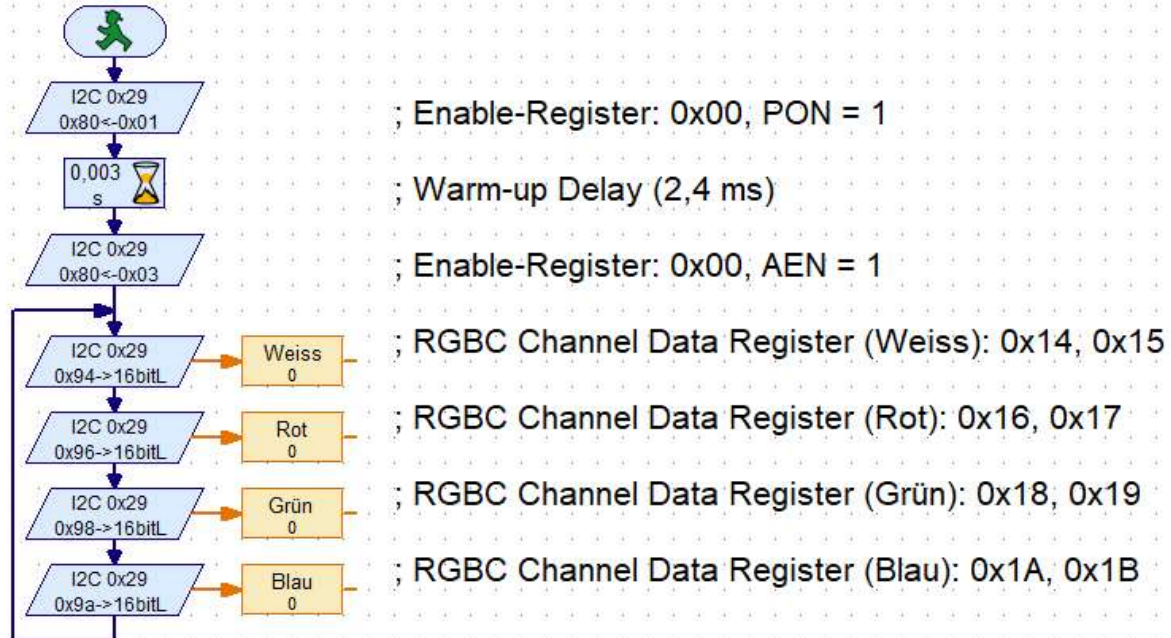 I2C 0x29
0x80<-0x01
; Enable-Register: 0x00, PON = 1
0,003
s
; Warm-up Delay (2,4 ms)
I2C 0x29
0x80<-0x03
; Enable-Register: 0x00, AEN = 1
I2C 0x29
0x94->16bitL
Weiss
0
; RGBC Channel Data Register (Weiss): 0x14, 0x15
I2C 0x29
0x96->16bitL
Rot
0
; RGBC Channel Data Register (Rot): 0x16, 0x17
I2C 0x29
0x98->16bitL
Grün
0
; RGBC Channel Data Register (Grün): 0x18, 0x19
I2C 0x29
0x9a->16bitL
Blau
0
; RGBC Channel Data Register (Blau): 0x1A, 0x1B